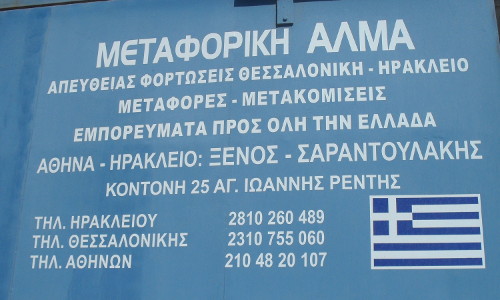 ΜΕΤΑΦΟΡΙΚΗ ΑΛΜΑ
ΑΠΕΥΘΕΙΑΣ ΦΟΡΤΩΣΕΙΣ ΘΕΣΣΑΛΟΝΙΚΗ - ΗΡΑΚΛΕΙΟ
ΜΕΤΑΦΟΡΕΣ - ΜΕΤΑΚΟΜΙΣΕΙΣ
ΕΜΠΟΡΕΥΜΑΤΑ ΠΡΟΣ ΟΛΗ ΤΗΝ ΕΛΛΑΔΑ
ΑΘΗΝΑ - ΗΡΑΚΛΕΙΟ: ΞΕΝΟΣ - ΣΑΡΑΝΤΟΥΛΑΚΗΣ
ΚΟΝΤΟΝΗ 25 ΑΓ. ΙΩΑΝΝΗΣ ΡΕΝΤΗΣ
ΤΗΛ. ΗΡΑΚΛΕΙΟΥ 2810 260 489
ΤΗΛ. ΘΕΣΣΑΛΟΝΙΚΗΣ 2310 755 060
ΤΗΛ. ΑΘΗΝΩΝ 210 48 20 107